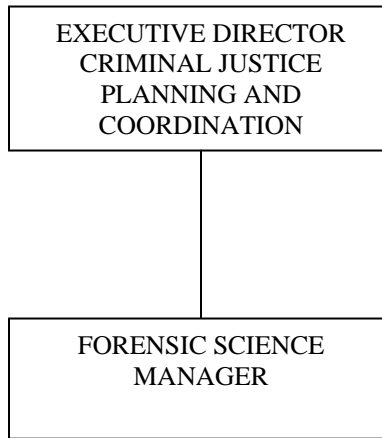 EXECUTIVE DIRECTOR
CRIMINAL JUSTICE
PLANNING AND
COORDINATION
FORENSIC SCIENCE
MANAGER